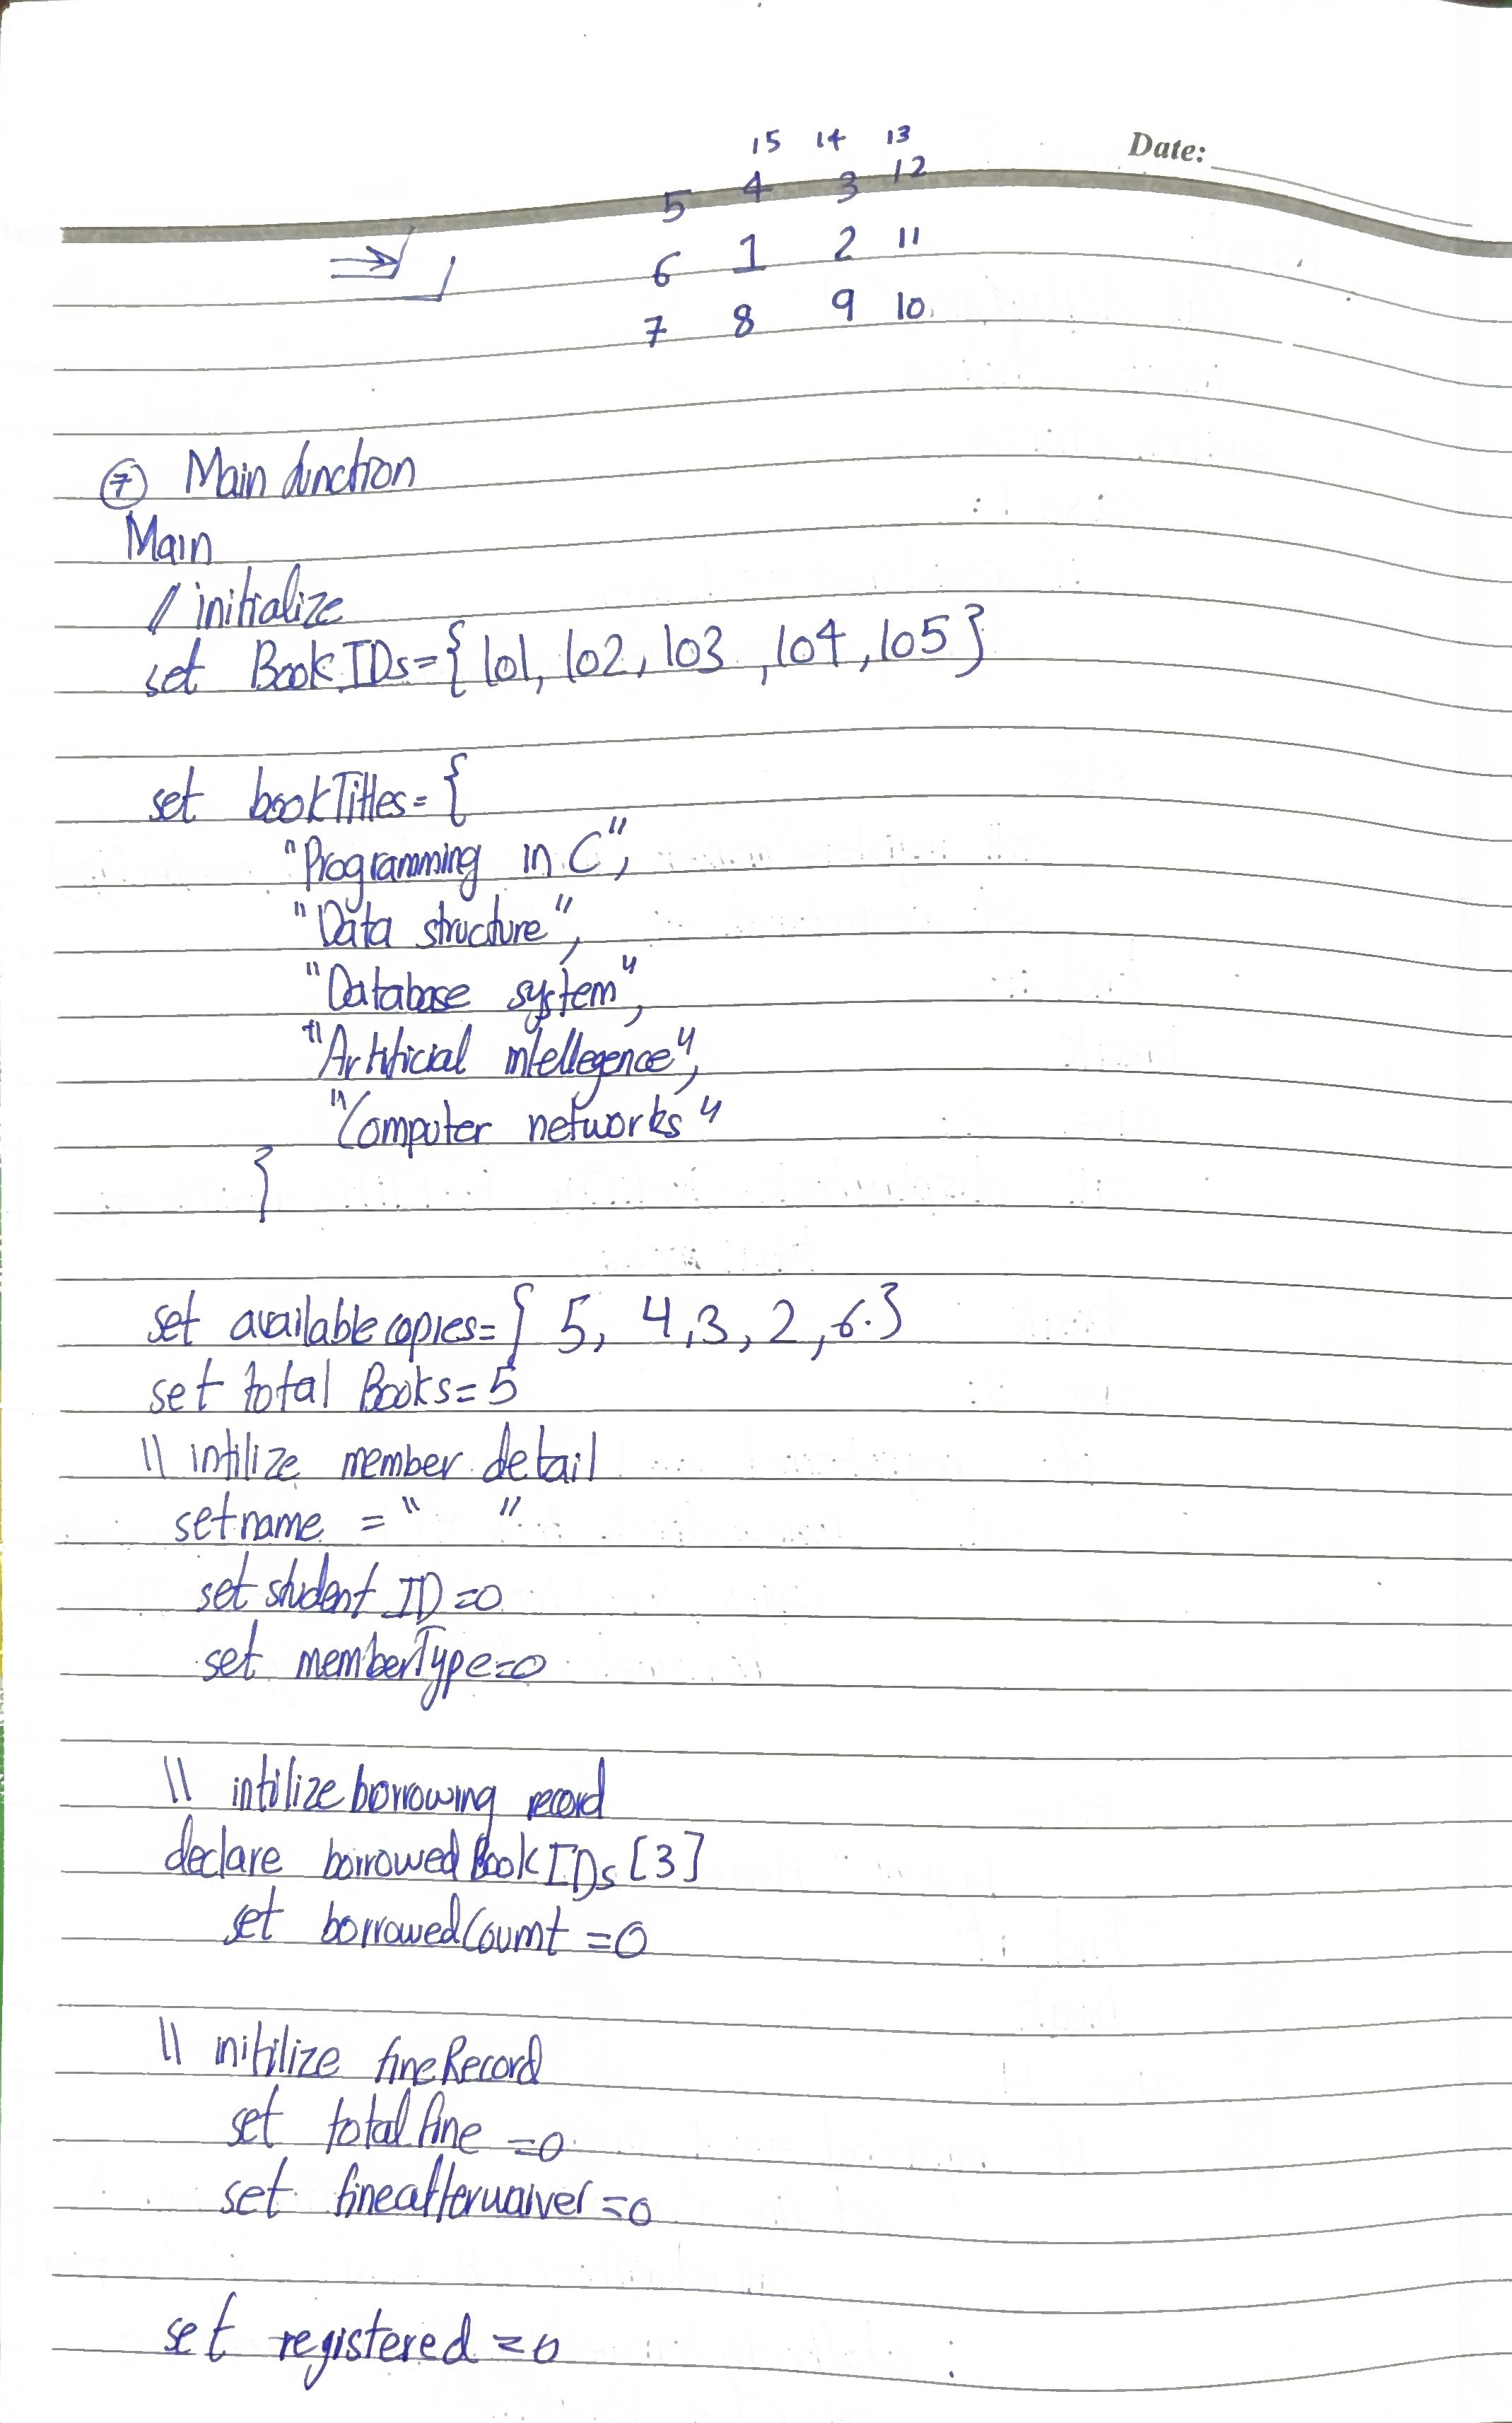 Date:
15 14 13
5 4 3 12
6 1 2 11
7 8 9 10
⑦ Main function
Main
// initialize
set BookIDs={ 101, 102, 103 ,104,105}
set bookTitles={
"Programming in C",
"Data structure",
"Database system",
"Artificial intellegence",
"Computer networks"
}
set availablecopies={ 5, 4,3, 2, 6.}
set total Books=5
\\ intilize member detail
set name = " "
set student ID=0
set memberType=0
\\ intilize borrowing record
declare borrowed Book IDs [3]
set borrowedCoumt =0
\\ initilize fineRecord
set total fine =0
set fineafterwaiver=0
set registered =0